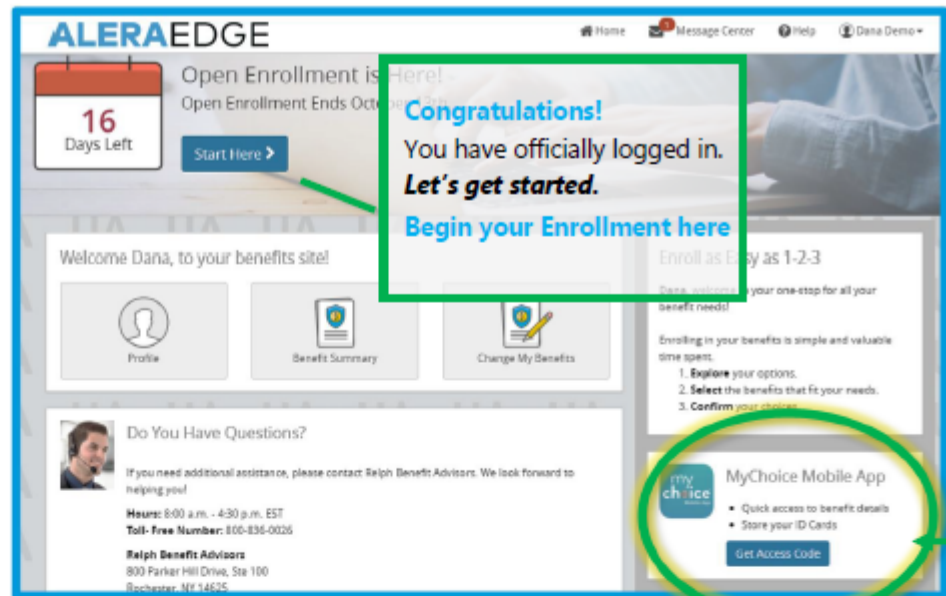 ALERAEDGE
Home
1
Message Center
Help
Dana Demo
16
Days Left
Open Enrollment is Here! -
Open Enrollment Ends October 13th
Start Here >
Congratulations!
You have officially logged in.
Let's get started.
Begin your Enrollment here
Welcome Dana, to your benefits site!
Profile
Benefit Summary
Change My Benefits
Do You Have Questions?
If you need additional assistance, please contact Relph Benefit Advisors. We look forward to
helping you!
Hours: 8:00 a.m. - 4:30 p.m. EST
Toll- Free Number: 800-836-0026
Relph Benefit Advisors
800 Parker Hill Drive, Ste 100
Rochester, NY 14625
Enroll as Easy as 1-2-3
Dana, welcome to your one-stop for all your
benefit needs!
Enrolling in your benefits is simple and valuable
time spent.
1. Explore your options.
2. Select the benefits that fit your needs.
3. Confirm your choices.
my
choice
MyChoice Mobile App
• Quick access to benefit details
• Store your ID Cards
Get Access Code